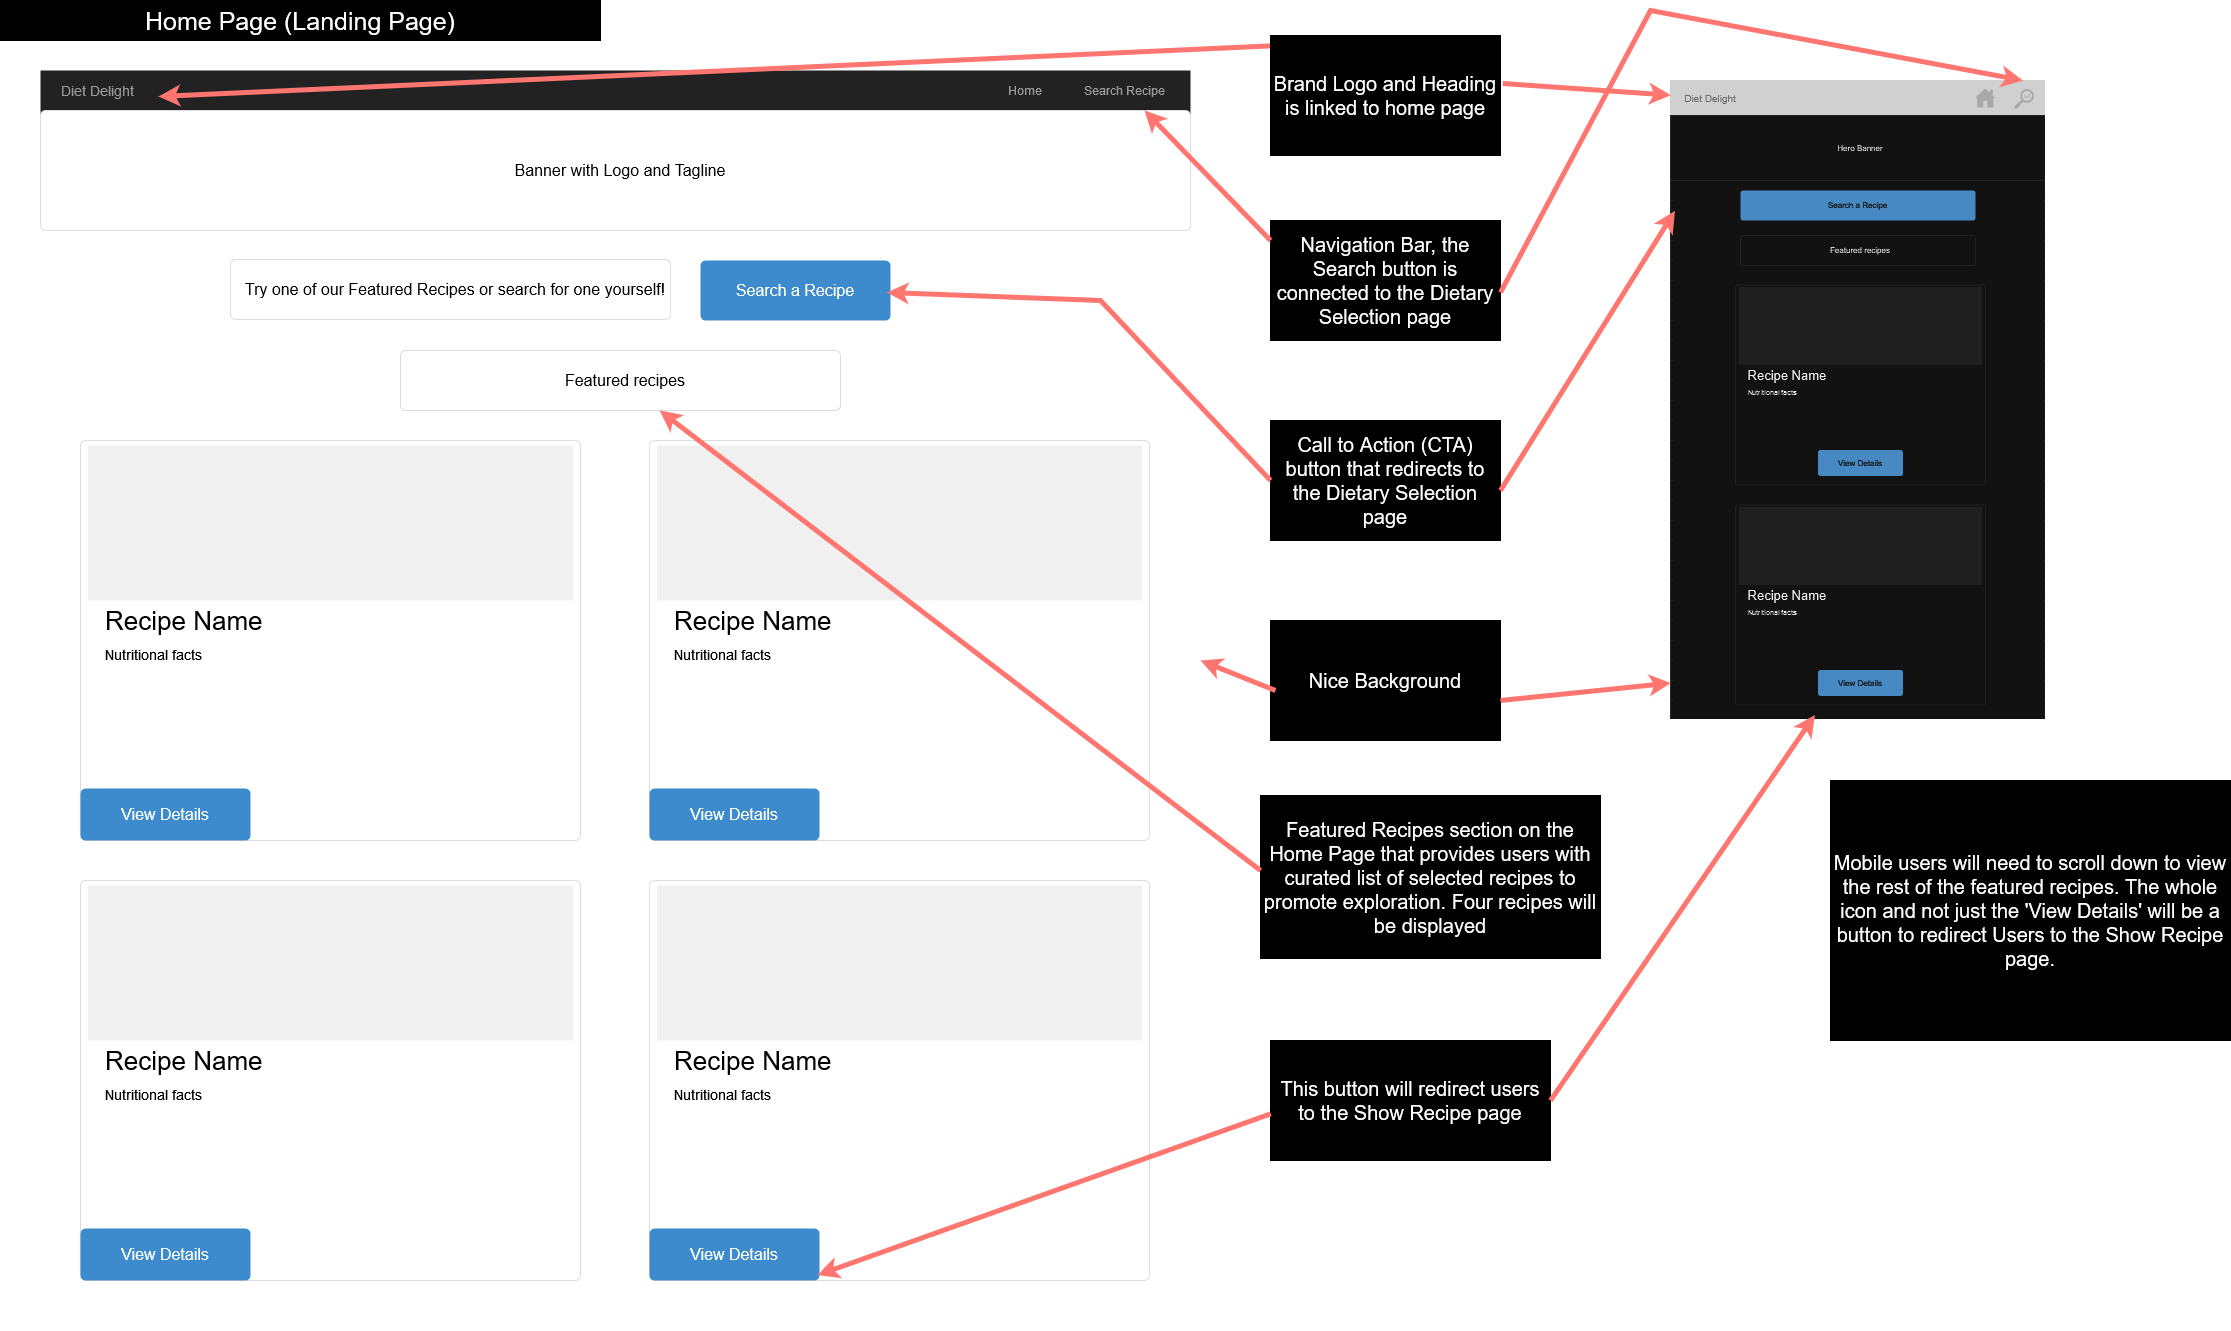 Home Page (Landing Page)
Diet Delight
Home
Search Recipe
Banner with Logo and Tagline
Try one of our Featured Recipes or search for one yourself!
Search a Recipe
Featured recipes
Recipe Name
Nutritional facts
View Details
Recipe Name
Nutritional facts
View Details
Recipe Name
Nutritional facts
View Details
Recipe Name
Nutritional facts
View Details
Brand Logo and Heading
is linked to home page
Navigation Bar, the
Search button is
connected to the Dietary
Selection page
Call to Action (CTA)
button that redirects to
the Dietary Selection
page
Nice Background
Featured Recipes section on the
Home Page that provides users with
curated list of selected recipes to
promote exploration. Four recipes will
be displayed
This button will redirect users
to the Show Recipe page
Diet Delight
Hero Banner
Search a Recipe
Featured recipes
Recipe Name
Nutritional facts
View Details
Recipe Name
Nutritional facts
View Details
Mobile users will need to scroll down to view
the rest of the featured recipes. The whole
icon and not just the 'View Details' will be a
button to redirect Users to the Show Recipe
page.